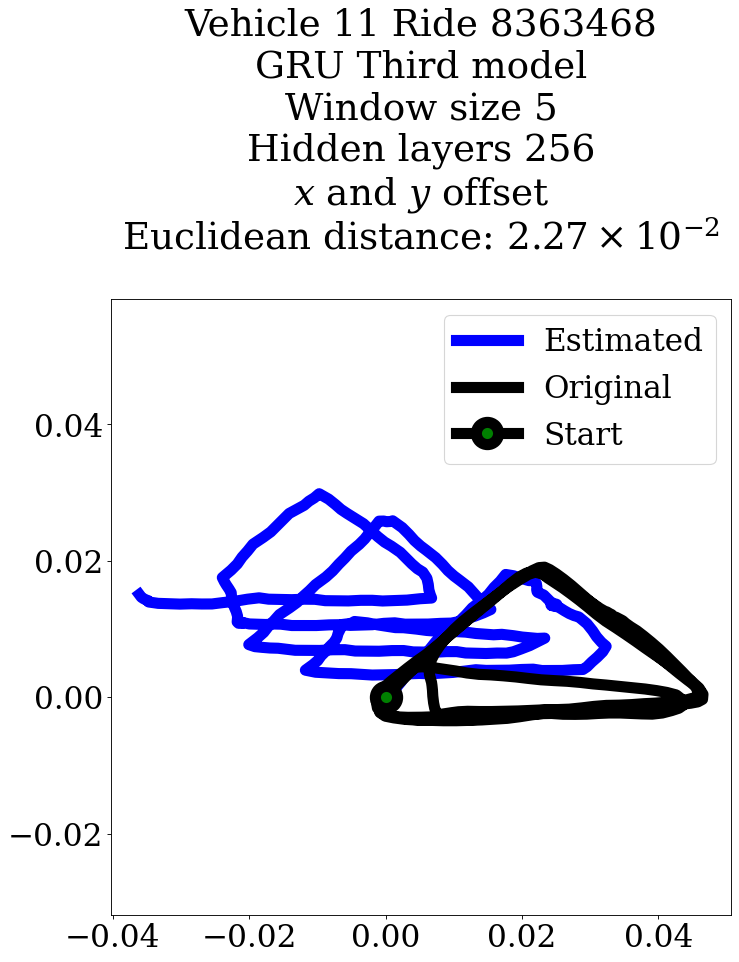 Vehicle 11 Ride 8363468
GRU Third model
Window size 5
Hidden layers 256
x and y offset
Euclidean distance: 2.27 × 10⁻²
Estimated
Original
Start
0.04
0.02
0.00
−0.02
−0.04 −0.02 0.00 0.02 0.04